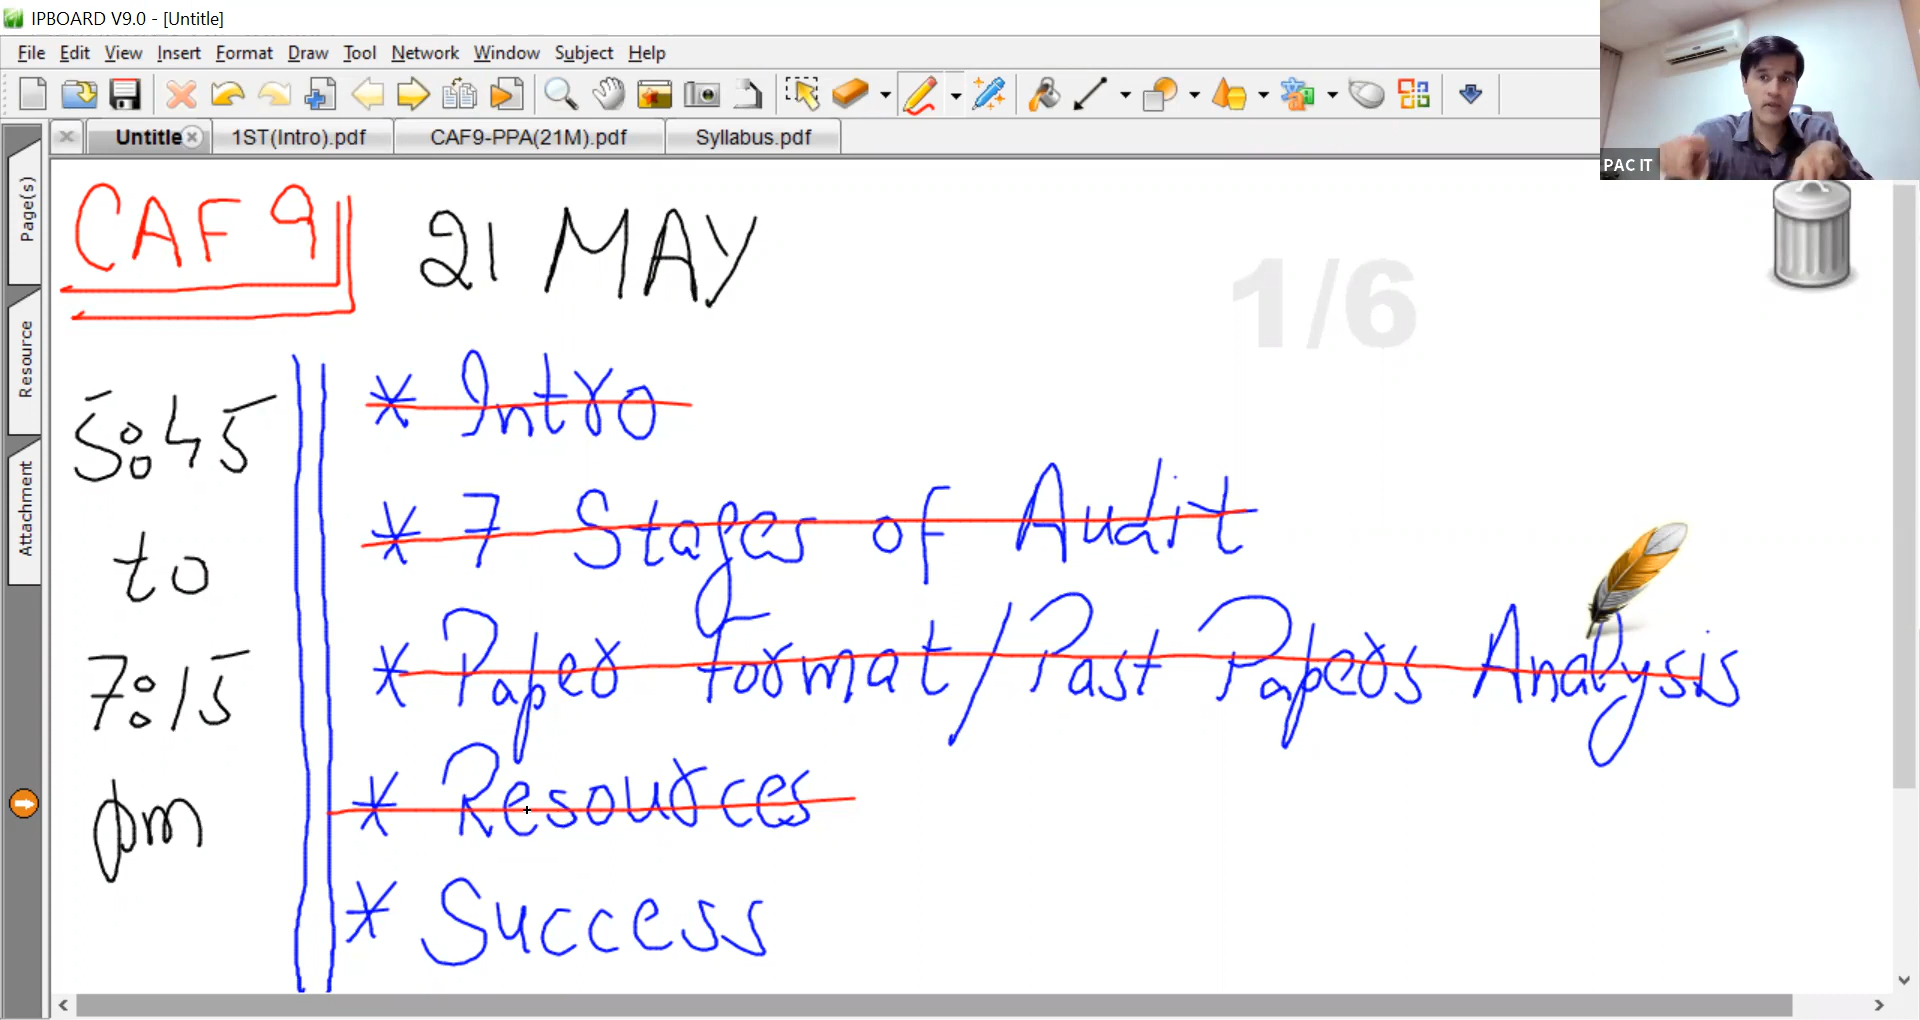 IPBOARD V9.0 - [Untitle]
File Edit View Insert Format Draw Tool Network Window Subject Help
Untitle 1ST(Intro).pdf CAF9-PPA(21M).pdf Syllabus.pdf
PAC IT
Page(s)
Resource
Attachment
CAF 9 21 MAY
1/6
5:45
to
7:15
pm
* Intro
* 7 Stages of Audit
* Paper Format/Past Papers Analysis
* Resources
* Success